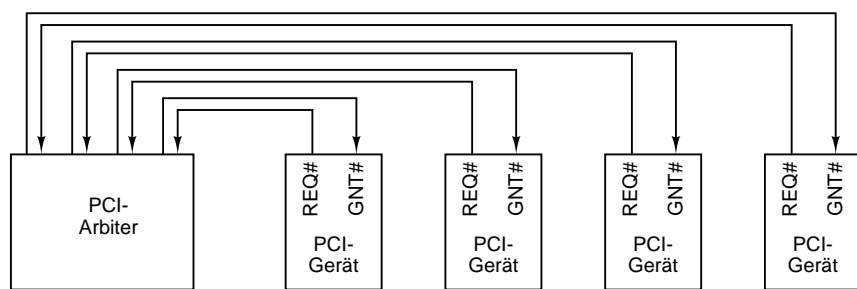 PCI-
Arbiter
REQ#
GNT#
PCI-
Gerät
REQ#
GNT#
PCI-
Gerät
REQ#
GNT#
PCI-
Gerät
REQ#
GNT#
PCI-
Gerät